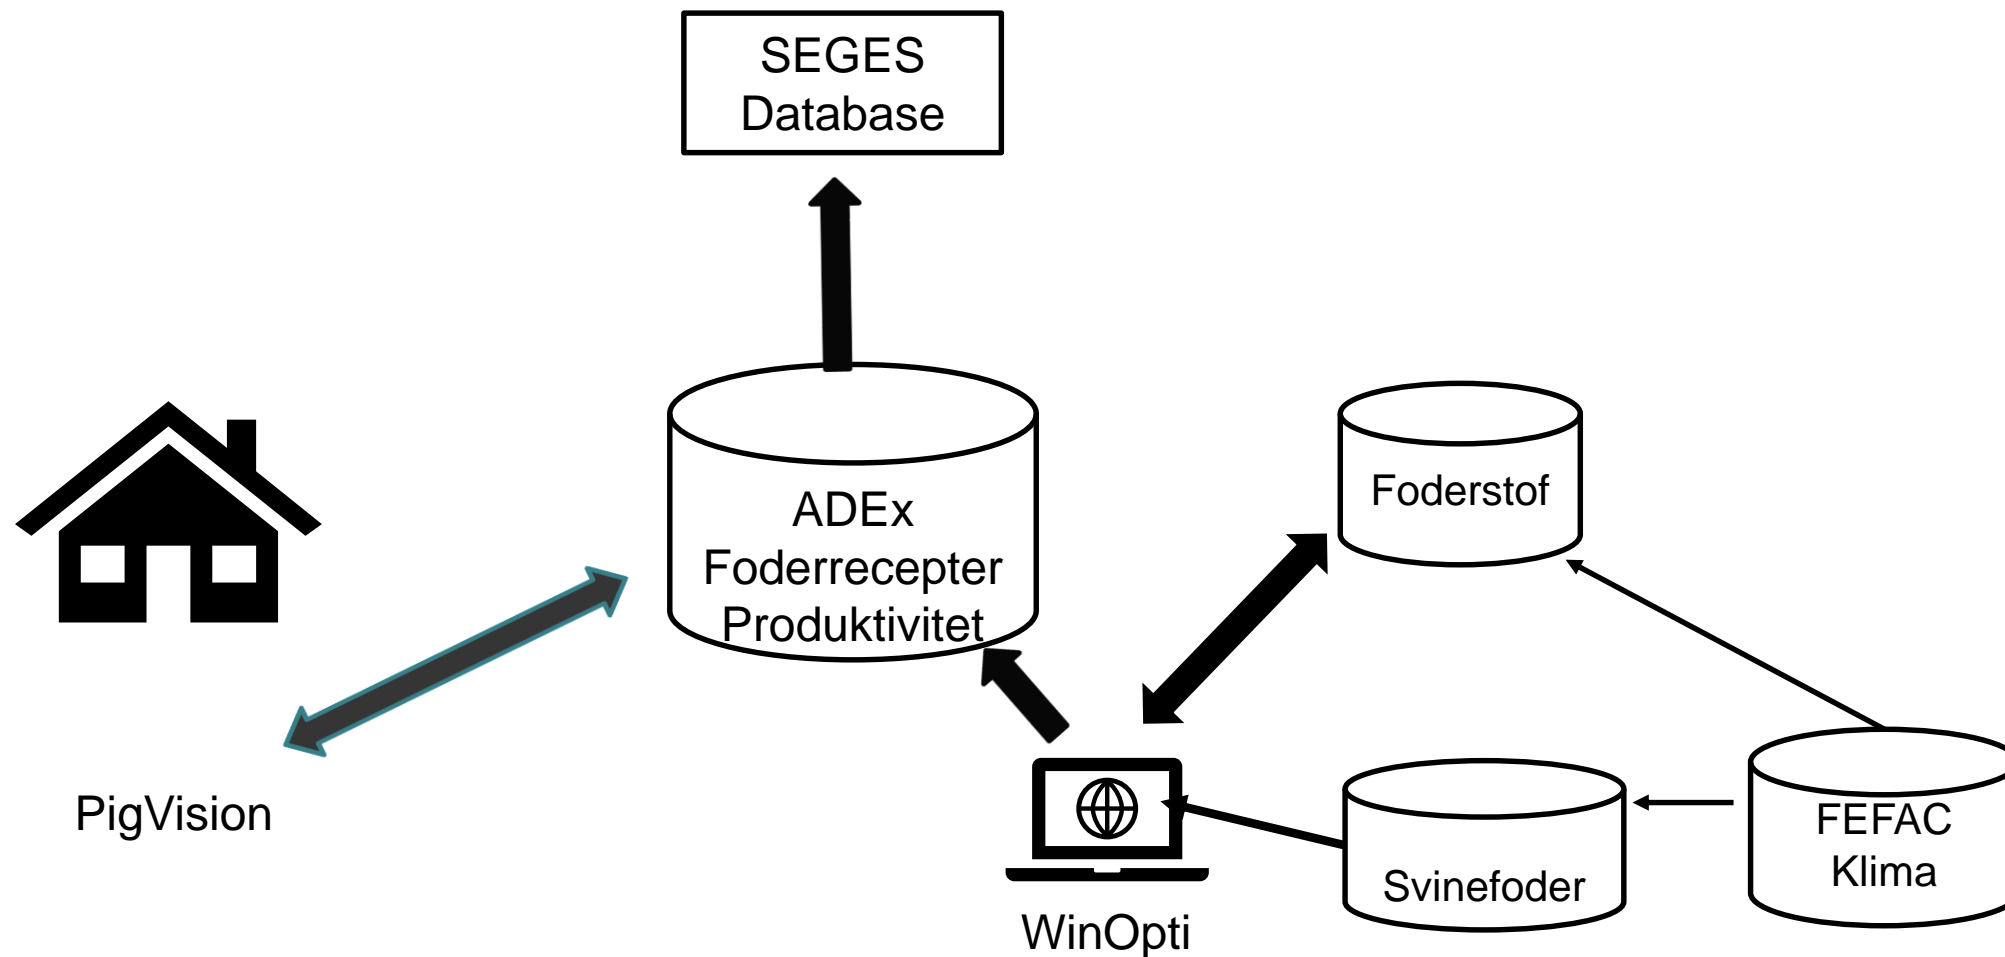 SEGES
Database
ADEx
Foderrecepter
Produktivitet
Foderstof
PigVision
FEFAC
Klima
Svinefoder
WinOpti